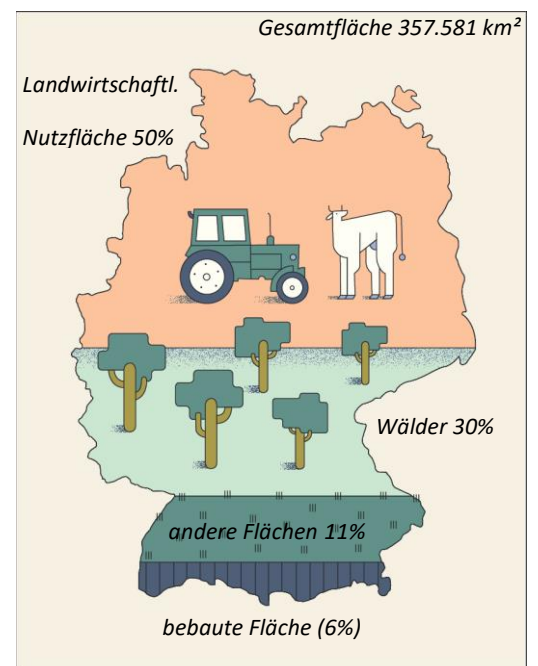 Gesamtfläche 357.581 km²
Landwirtschaftl.
Nutzfläche 50%
Wälder 30%
andere Flächen 11%
bebaute Fläche (6%)